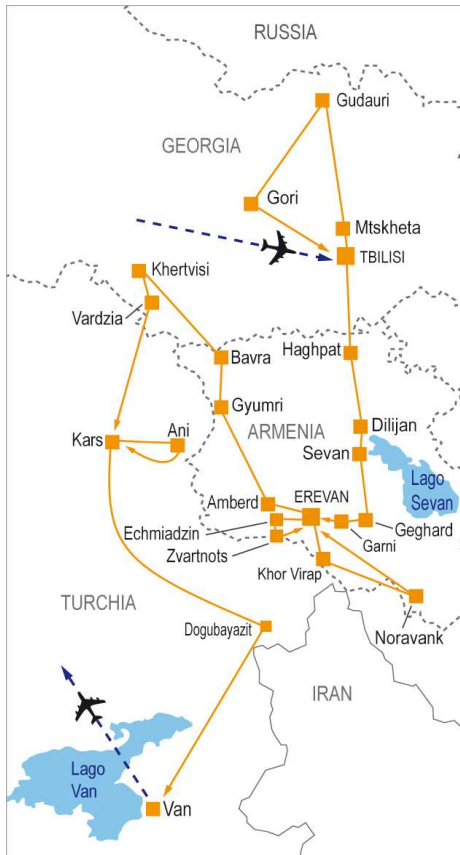 RUSSIA
Gudauri
GEORGIA
Gori
Mtskheta
TBILISI
Khertvisi
Vardzia
Haghpat
Bavra
Gyumri
Dilijan
ARMENIA
Kars
Ani
Sevan
Lago
Sevan
Amberd
EREVAN
Echmiadzin
Geghard
Garni
Zvartnots
Khor Virap
TURCHIA
Noravank
Dogubayazit
IRAN
Lago
Van
Van